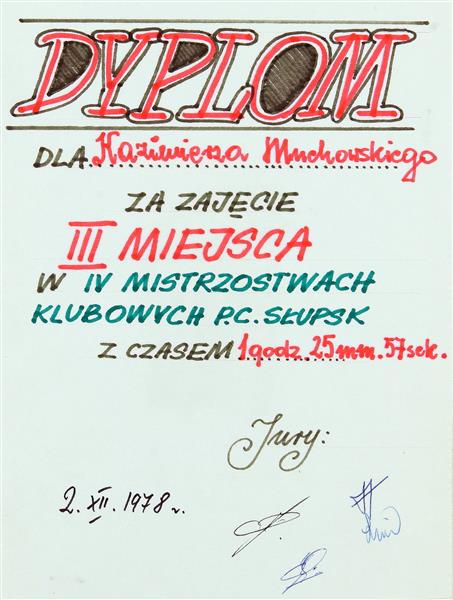 DYPLOM
DLA Kazimierza Muchowskiego
ZA ZAJĘCIE
III MIEJSCA
W IV MISTRZOSTWACH
KLUBOWYCH P.C. SŁUPSK
Z CZASEM 1 godz. 25 min. 57 sek.
Jury:
2. XII. 1978 r.